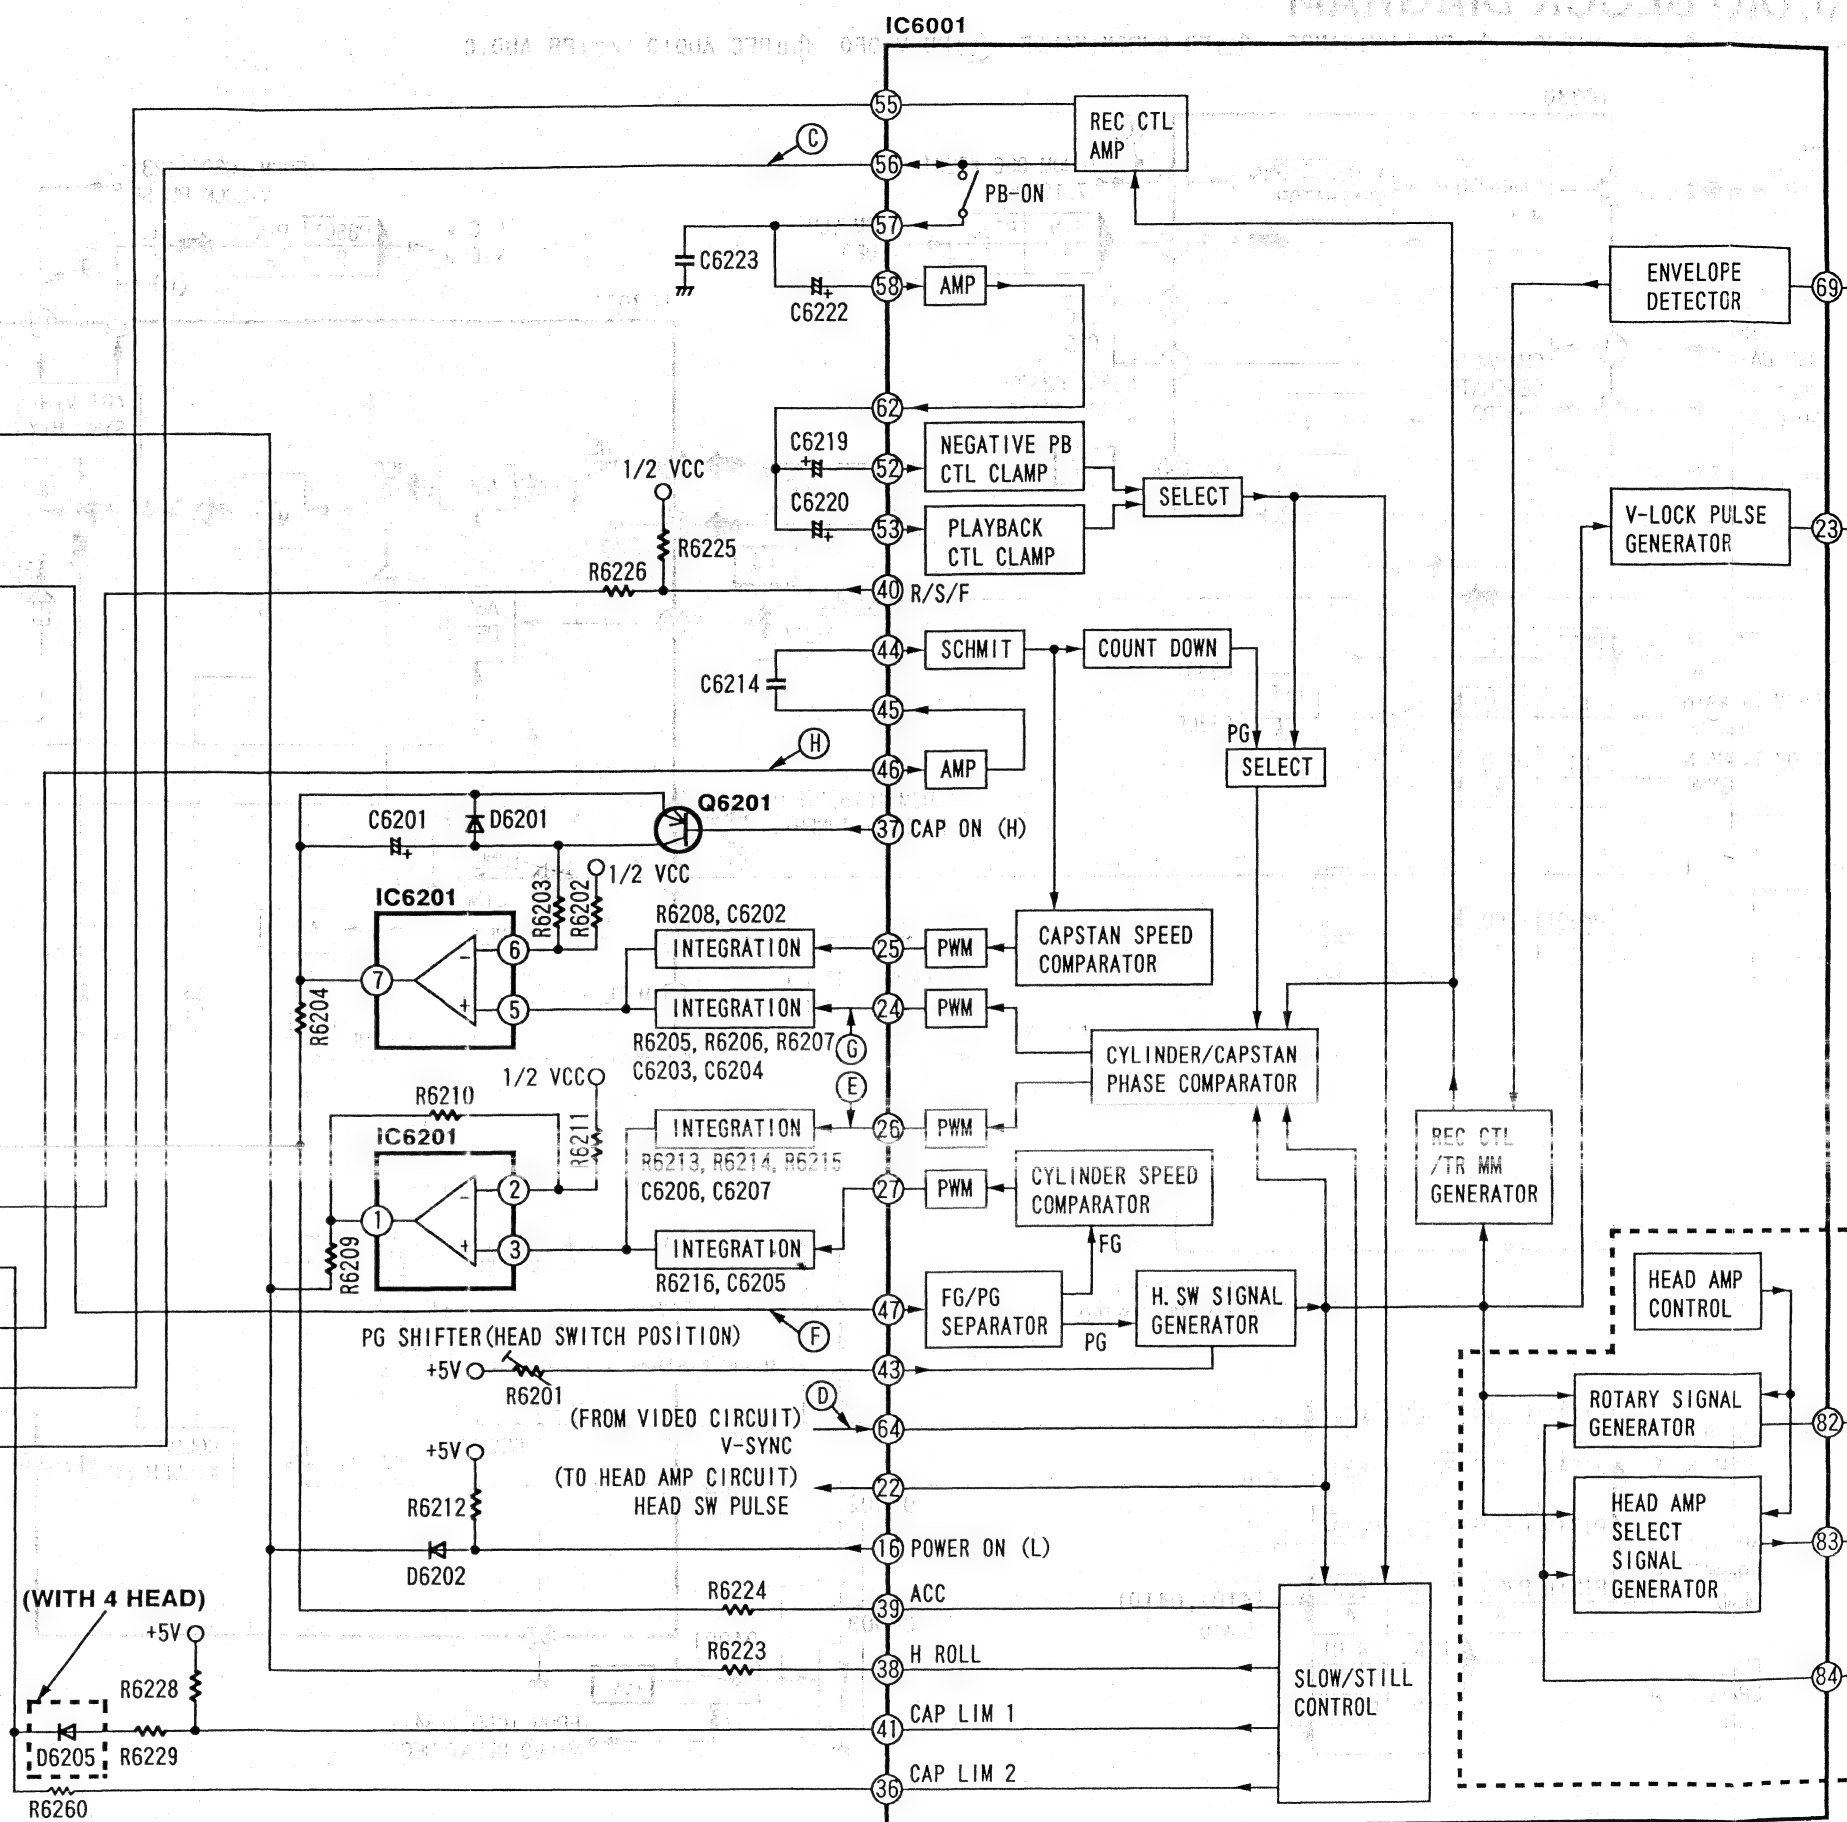 IC6001
55
REC CTL
AMP
C
56
PB-ON
57
C6223
58
AMP
C6222
ENVELOPE
DETECTOR
69
62
C6219
52
NEGATIVE PB
CTL CLAMP
1/2 VCC
SELECT
C6220
53
PLAYBACK
CTL CLAMP
V-LOCK PULSE
GENERATOR
23
R6225
R6226
40
R/S/F
44
SCHMIT
COUNT DOWN
C6214
45
PG
H
46
AMP
SELECT
Q6201
C6201
D6201
37
CAP ON (H)
1/2 VCC
IC6201
R6203
R6202
R6208, C6202
6
INTEGRATION
25
PWM
CAPSTAN SPEED
COMPARATOR
7
5
INTEGRATION
24
PWM
R6204
R6205, R6206, R6207
C6203, C6204
G
CYLINDER/CAPSTAN
PHASE COMPARATOR
1/2 VCC
E
R6210
R6211
IC6201
INTEGRATION
26
PWM
R6213, R6214, R6215
C6206, C6207
REC CTL
/TR MM
GENERATOR
2
27
PWM
CYLINDER SPEED
COMPARATOR
1
3
INTEGRATION
FG
R6209
R6216, C6205
HEAD AMP
CONTROL
47
FG/PG
SEPARATOR
PG
H. SW SIGNAL
GENERATOR
F
PG SHIFTER(HEAD SWITCH POSITION)
+5V
R6201
43
D
(FROM VIDEO CIRCUIT)
V-SYNC
64
ROTARY SIGNAL
GENERATOR
82
+5V
(TO HEAD AMP CIRCUIT)
HEAD SW PULSE
22
R6212
HEAD AMP
SELECT
SIGNAL
GENERATOR
83
16
POWER ON (L)
D6202
(WITH 4 HEAD)
R6224
39
ACC
+5V
R6223
38
H ROLL
SLOW/STILL
CONTROL
84
R6228
41
CAP LIM 1
D6205
R6229
36
CAP LIM 2
R6260